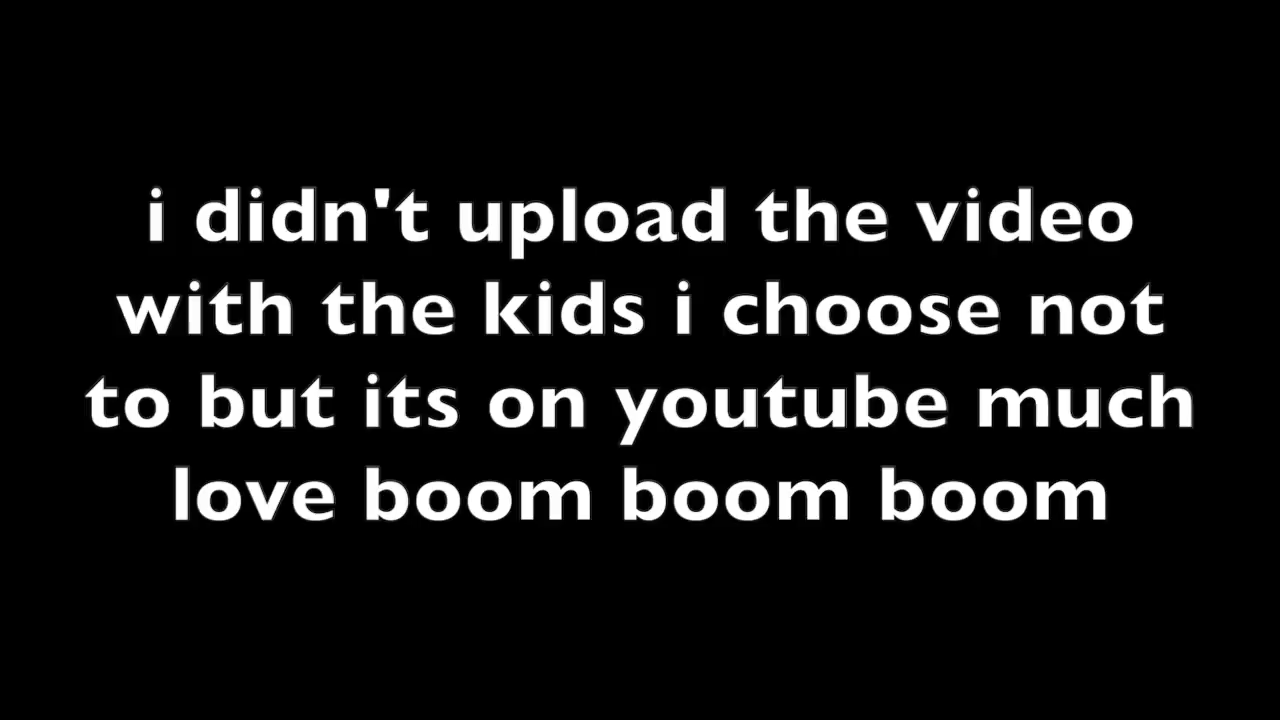 i didn't upload the video
with the kids i choose not
to but its on youtube much
love boom boom boom